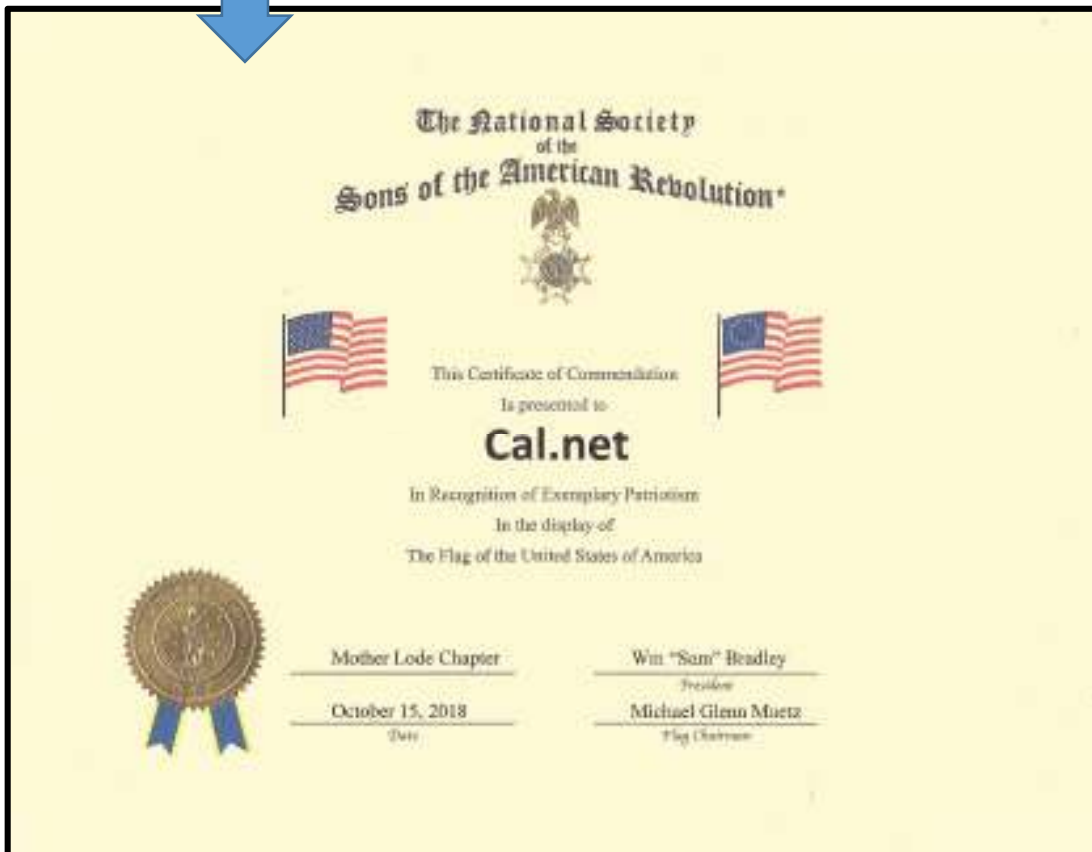 The National Society
of the
Sons of the American Revolution
This Certificate of Commendation
Is presented to
Cal.net
In Recognition of Exemplary Patriotism
In the display of
The Flag of the United States of America
Mother Lode Chapter
Wm "Sam" Bradley
President
October 15, 2018
Michael Glenn Muetz
Date
Flag Chairman